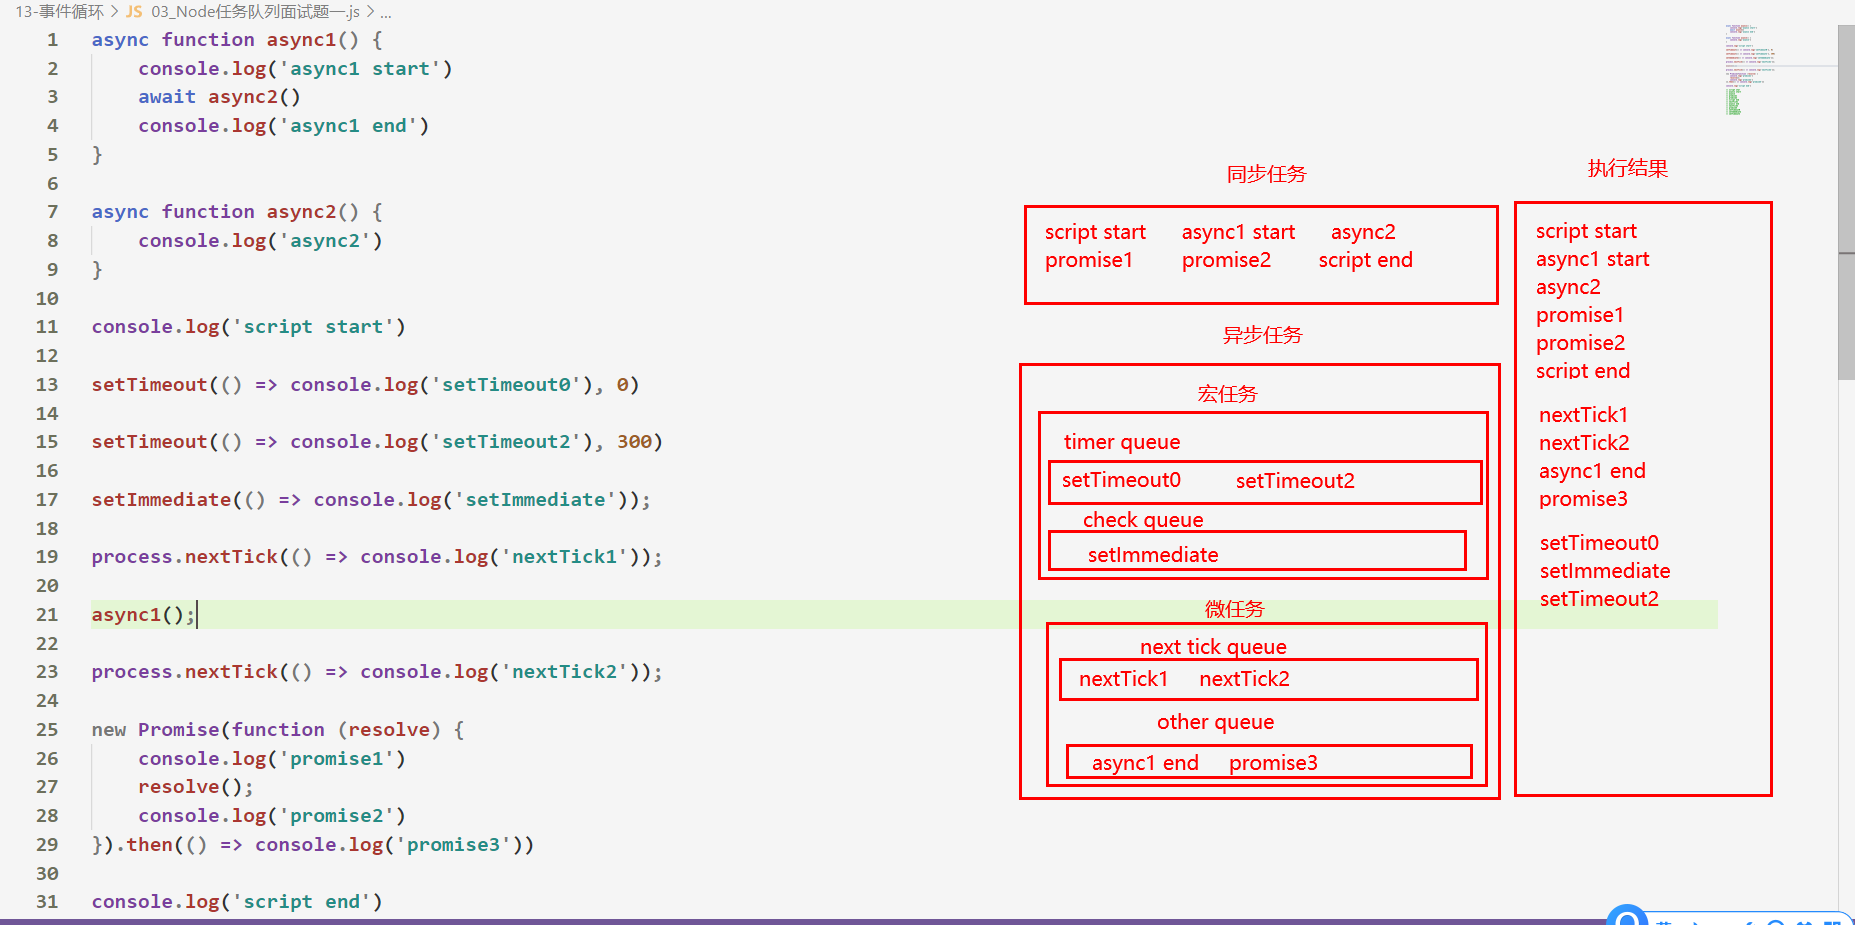 13-事件循环 > JS 03_Node任务队列面试题一.js > ...
1 async function async1() {
2 console.log('async1 start')
3 await async2()
4 console.log('async1 end')
5 }
6
7 async function async2() {
8 console.log('async2')
9 }
10
11 console.log('script start')
12
13 setTimeout(() => console.log('setTimeout0'), 0)
14
15 setTimeout(() => console.log('setTimeout2'), 300)
16
17 setImmediate(() => console.log('setImmediate'));
18
19 process.nextTick(() => console.log('nextTick1'));
20
21 async1();
22
23 process.nextTick(() => console.log('nextTick2'));
24
25 new Promise(function (resolve) {
26 console.log('promise1')
27 resolve();
28 console.log('promise2')
29 }).then(() => console.log('promise3'))
30
31 console.log('script end')
同步任务
script start async1 start async2
promise1 promise2 script end
异步任务
宏任务
timer queue
setTimeout0 setTimeout2
check queue
setImmediate
微任务
next tick queue
nextTick1 nextTick2
other queue
async1 end promise3
执行结果
script start
async1 start
async2
promise1
promise2
script end
nextTick1
nextTick2
async1 end
promise3
setTimeout0
setImmediate
setTimeout2